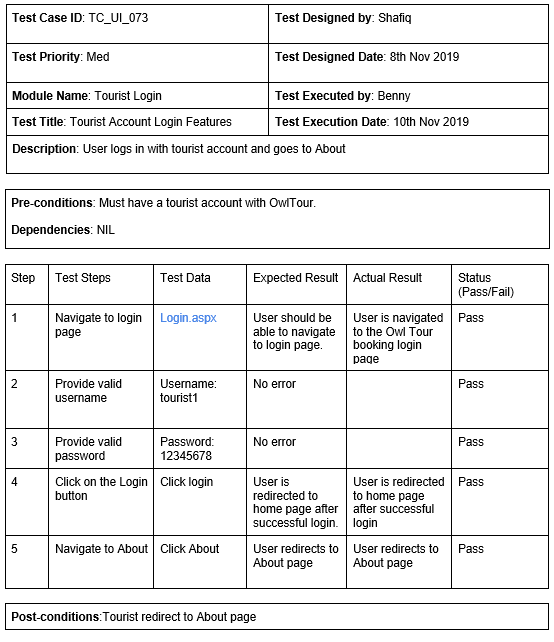 Test Case ID: TC_UI_073
Test Designed by: Shafiq
Test Priority: Med
Test Designed Date: 8th Nov 2019
Module Name: Tourist Login
Test Executed by: Benny
Test Title: Tourist Account Login Features
Test Execution Date: 10th Nov 2019
Description: User logs in with tourist account and goes to About
Pre-conditions: Must have a tourist account with OwlTour.
Dependencies: NIL
Step
Test Steps
Test Data
Expected Result
Actual Result
Status
(Pass/Fail)
1
Navigate to login
page
Login.aspx
User should be
able to navigate
to login page.
User is navigated
to the Owl Tour
booking login
page
Pass
2
Provide valid
username
Username:
tourist1
No error
Pass
3
Provide valid
password
Password:
12345678
No error
Pass
4
Click on the Login
button
Click login
User is
redirected to
home page after
successful login.
User is redirected
to home page
after successful
login
Pass
5
Navigate to About
Click About
User redirects to
About page
User redirects to
About page
Pass
Post-conditions:Tourist redirect to About page